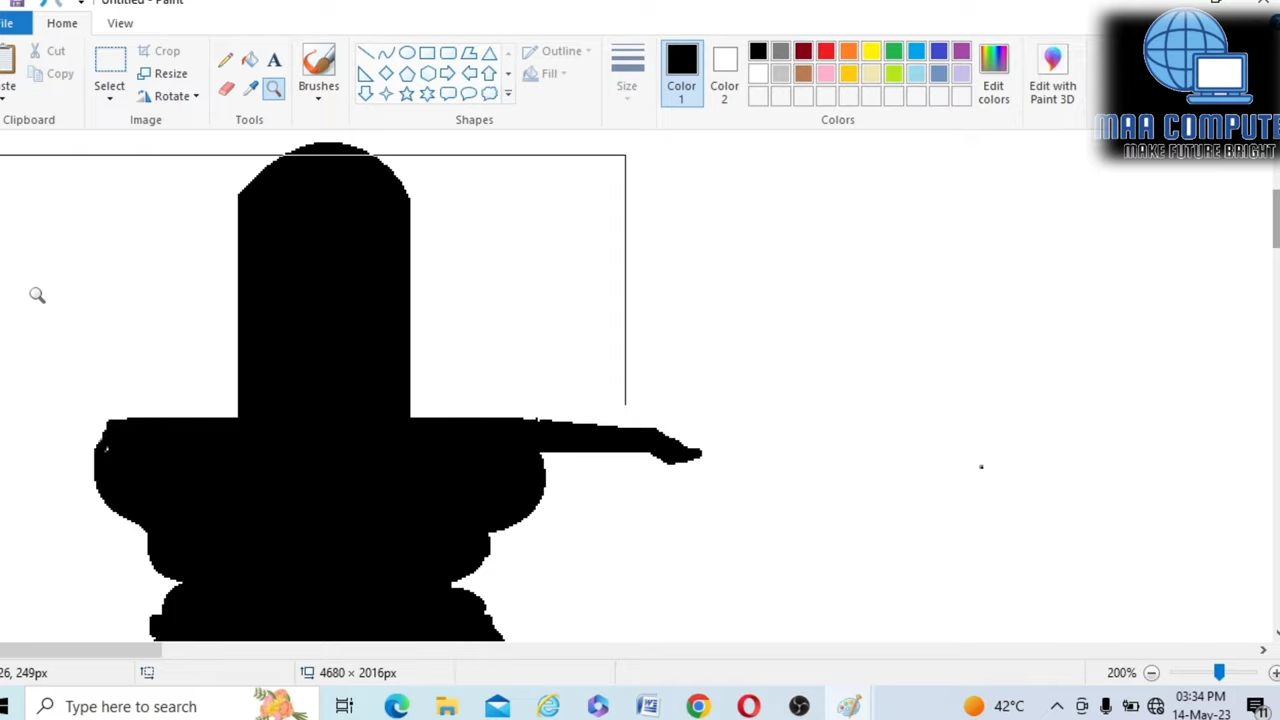 Untitled - Paint
File
Home
View
Cut
Copy
Clipboard
Select
Crop
Resize
Rotate
Image
Tools
Brushes
Shapes
Outline
Fill
Size
Color 1
Color 2
Edit colors
Colors
Edit with Paint 3D
MAA COMPUTE
MAKE FUTURE BRIGHT
26, 249px
4680 × 2016px
200%
Type here to search
42°C
03:34 PM
14-May-23
11